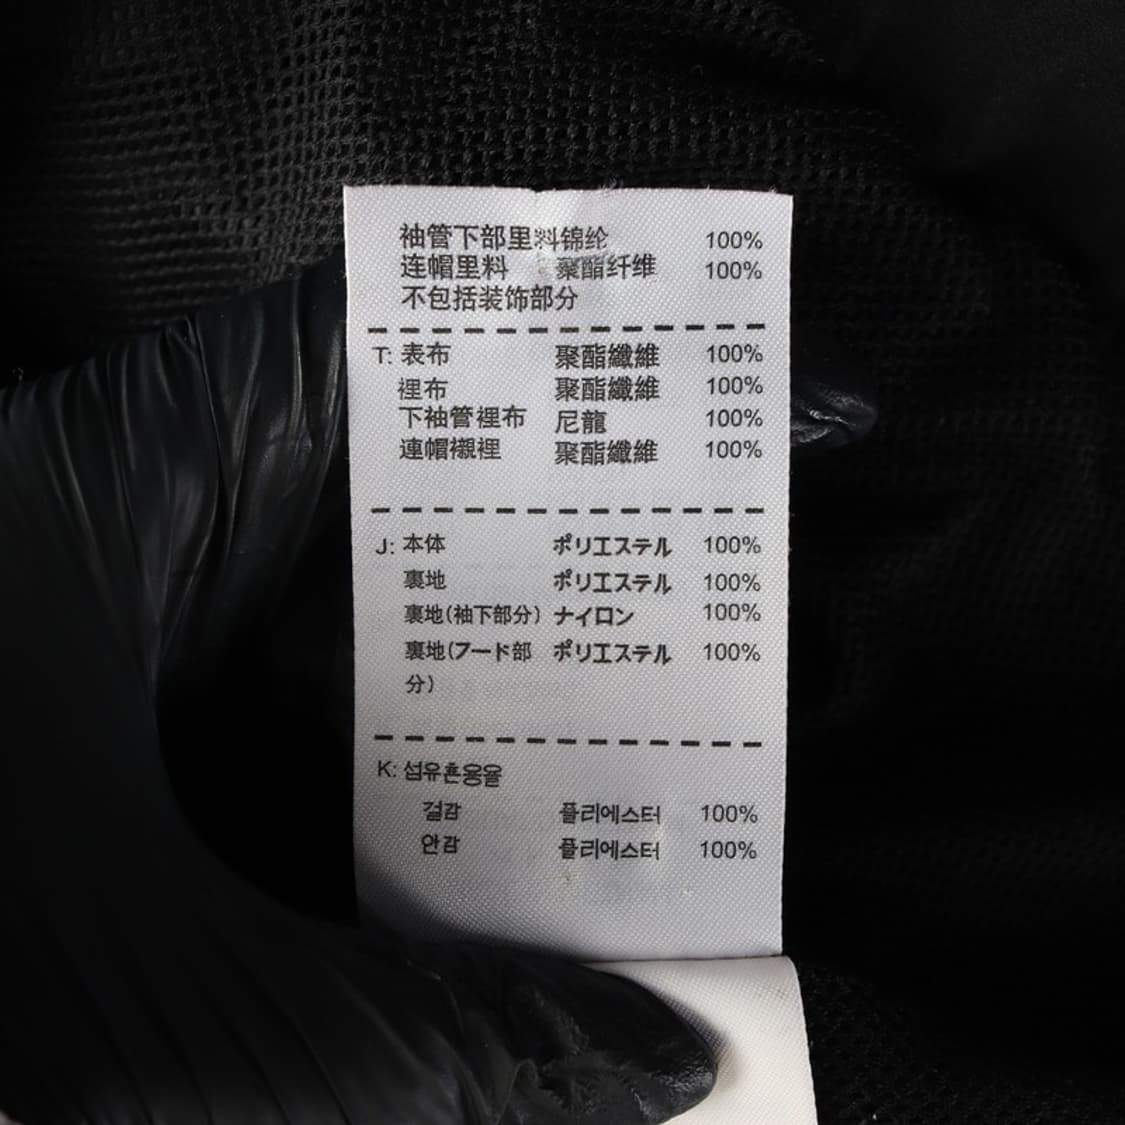 袖管下部里料锦纶 100%
连帽里料 聚酯纤维 100%
不包括装饰部分
T: 表布 聚酯纖維 100%
裡布 聚酯纖維 100%
下袖管裡布 尼龍 100%
連帽襯裡 聚酯纖維 100%
J: 本体 ポリエステル 100%
裏地 ポリエステル 100%
裏地(袖下部分) ナイロン 100%
裏地(フード部 ポリエステル 100%
分)
K: 섬유혼용율
겉감 폴리에스터 100%
안감 폴리에스터 100%